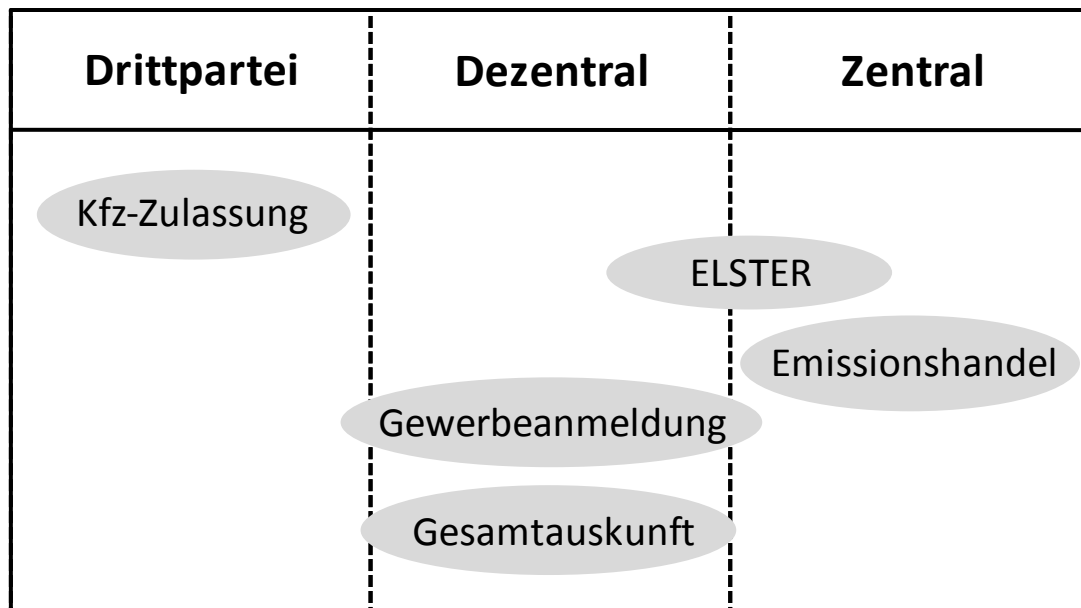 Drittpartei Dezentral Zentral
Kfz-Zulassung
ELSTER
Emissionshandel
Gewerbeanmeldung
Gesamtauskunft